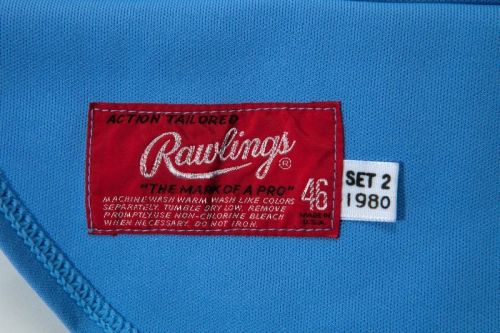 ACTION TAILORED
Rawlings ®
"THE MARK OF A PRO"
MACHINE WASH WARM WASH LIKE COLORS
SEPARATELY. TUMBLE DRY LOW. REMOVE
PROMPTLY. USE NON-CHLORINE BLEACH
WHEN NECESSARY. DO NOT IRON.
46
MADE IN
U.S.A.
SET 2
1980